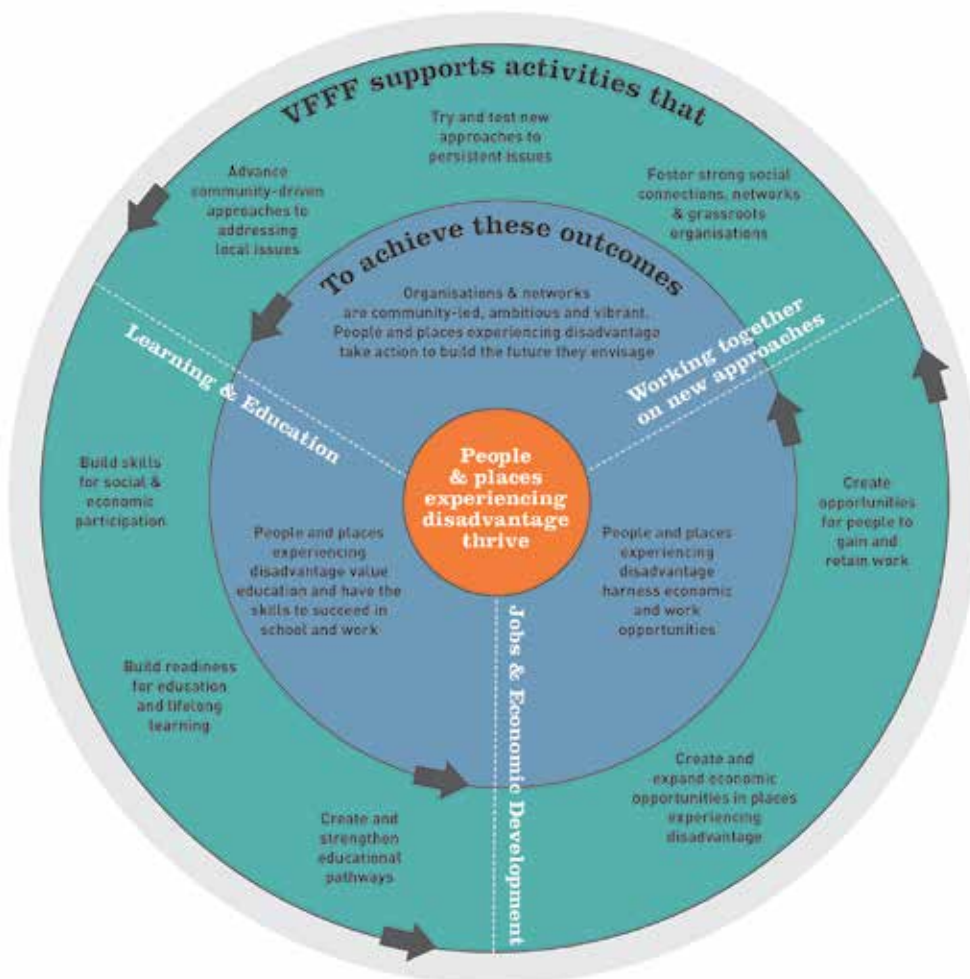 VFFF supports activities that
Try and test new
approaches to
persistent issues
Advance
community-driven
approaches to
addressing
local issues
Foster strong social
connections, networks
& grassroots
organisations
To achieve these outcomes
Organisations & networks
are community-led, ambitious and vibrant.
People and places experiencing disadvantage
take action to build the future they envisage
Learning & Education
Working together
on new approaches
People
& places
experiencing
disadvantage
thrive
Build skills
for social &
economic
participation
Create
opportunities
for people to
gain and
retain work
People and places
experiencing
disadvantage value
education and have the
skills to succeed in
school and work
People and places
experiencing
disadvantage
harness economic
and work
opportunities
Jobs & Economic Development
Build readiness
for education
and lifelong
learning
Create and
expand economic
opportunities in places
experiencing
disadvantage
Create and
strengthen
educational
pathways